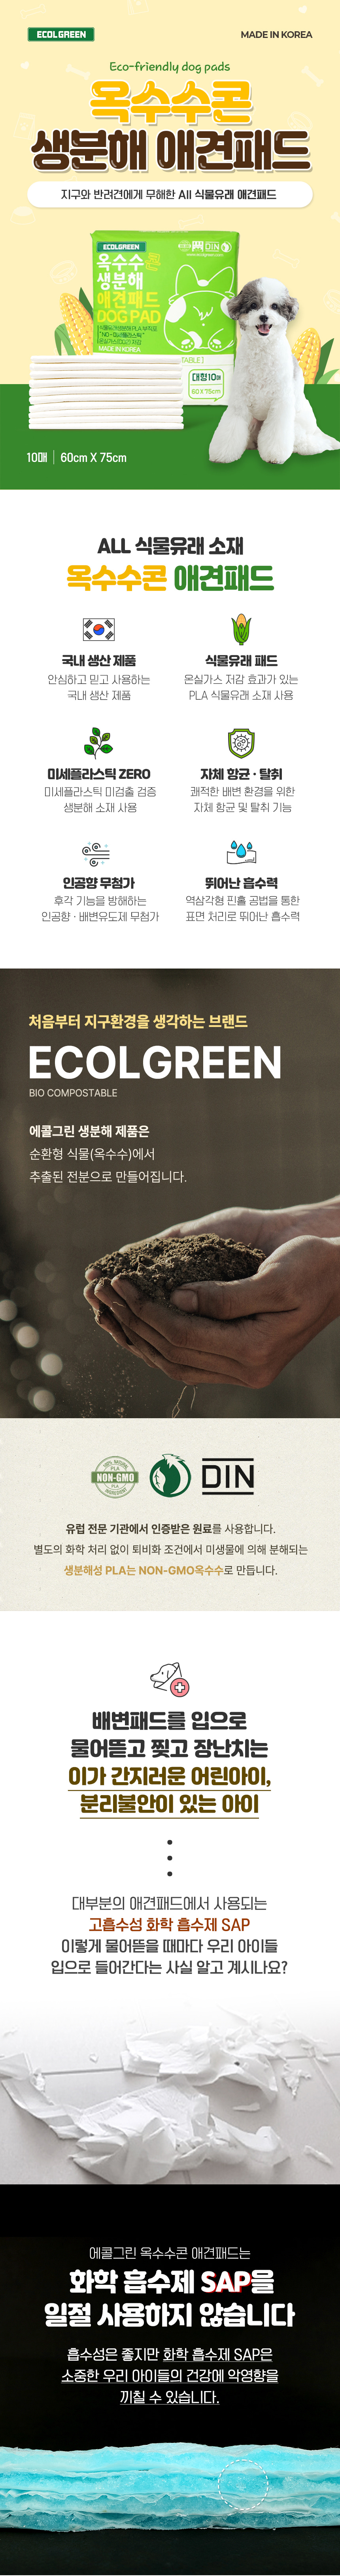 ECOLGREEN
MADE IN KOREA
Eco-friendly dog pads
옥수수콘
생분해 애견패드
지구와 반려견에게 무해한 All 식물유래 애견패드
ECOLGREEN
DIN
옥수수
생분해
애견패드
DOG PAD
MADE IN KOREA
TABLE]
대형10매
60X75cm
10매 | 60cm X 75cm
ALL 식물유래 소재
옥수수콘 애견패드
국내 생산 제품
안심하고 믿고 사용하는
국내 생산 제품
식물유래 패드
온실가스 저감 효과가 있는
PLA 식물유래 소재 사용
미세플라스틱 ZERO
미세플라스틱 미검출 검증
생분해 소재 사용
자체 항균 · 탈취
쾌적한 배변 환경을 위한
자체 항균 및 탈취 기능
인공향 무첨가
후각 기능을 방해하는
인공향 · 배변유도제 무첨가
뛰어난 흡수력
역삼각형 핀홀 공법을 통한
표면 처리로 뛰어난 흡수력
처음부터 지구환경을 생각하는 브랜드
ECOLGREEN
BIO COMPOSTABLE
에콜그린 생분해 제품은
순환형 식물(옥수수)에서
추출된 전분으로 만들어집니다.
100% NATURAL
PLA
NON-GMO
PLA
INGREDIENT
DIN
유럽 전문 기관에서 인증받은 원료를 사용합니다.
별도의 화학 처리 없이 퇴비화 조건에서 미생물에 의해 분해되는
생분해성 PLA는 NON-GMO옥수수로 만듭니다.
배변패드를 입으로
물어뜯고 찢고 장난치는
이가 간지러운 어린아이,
분리불안이 있는 아이
대부분의 애견패드에서 사용되는
고흡수성 화학 흡수제 SAP
이렇게 물어뜯을 때마다 우리 아이들
입으로 들어간다는 사실 알고 계시나요?
에콜그린 옥수수콘 애견패드는
화학 흡수제 SAP을
일절 사용하지 않습니다
흡수성은 좋지만 화학 흡수제 SAP은
소중한 우리 아이들의 건강에 악영향을
끼칠 수 있습니다.